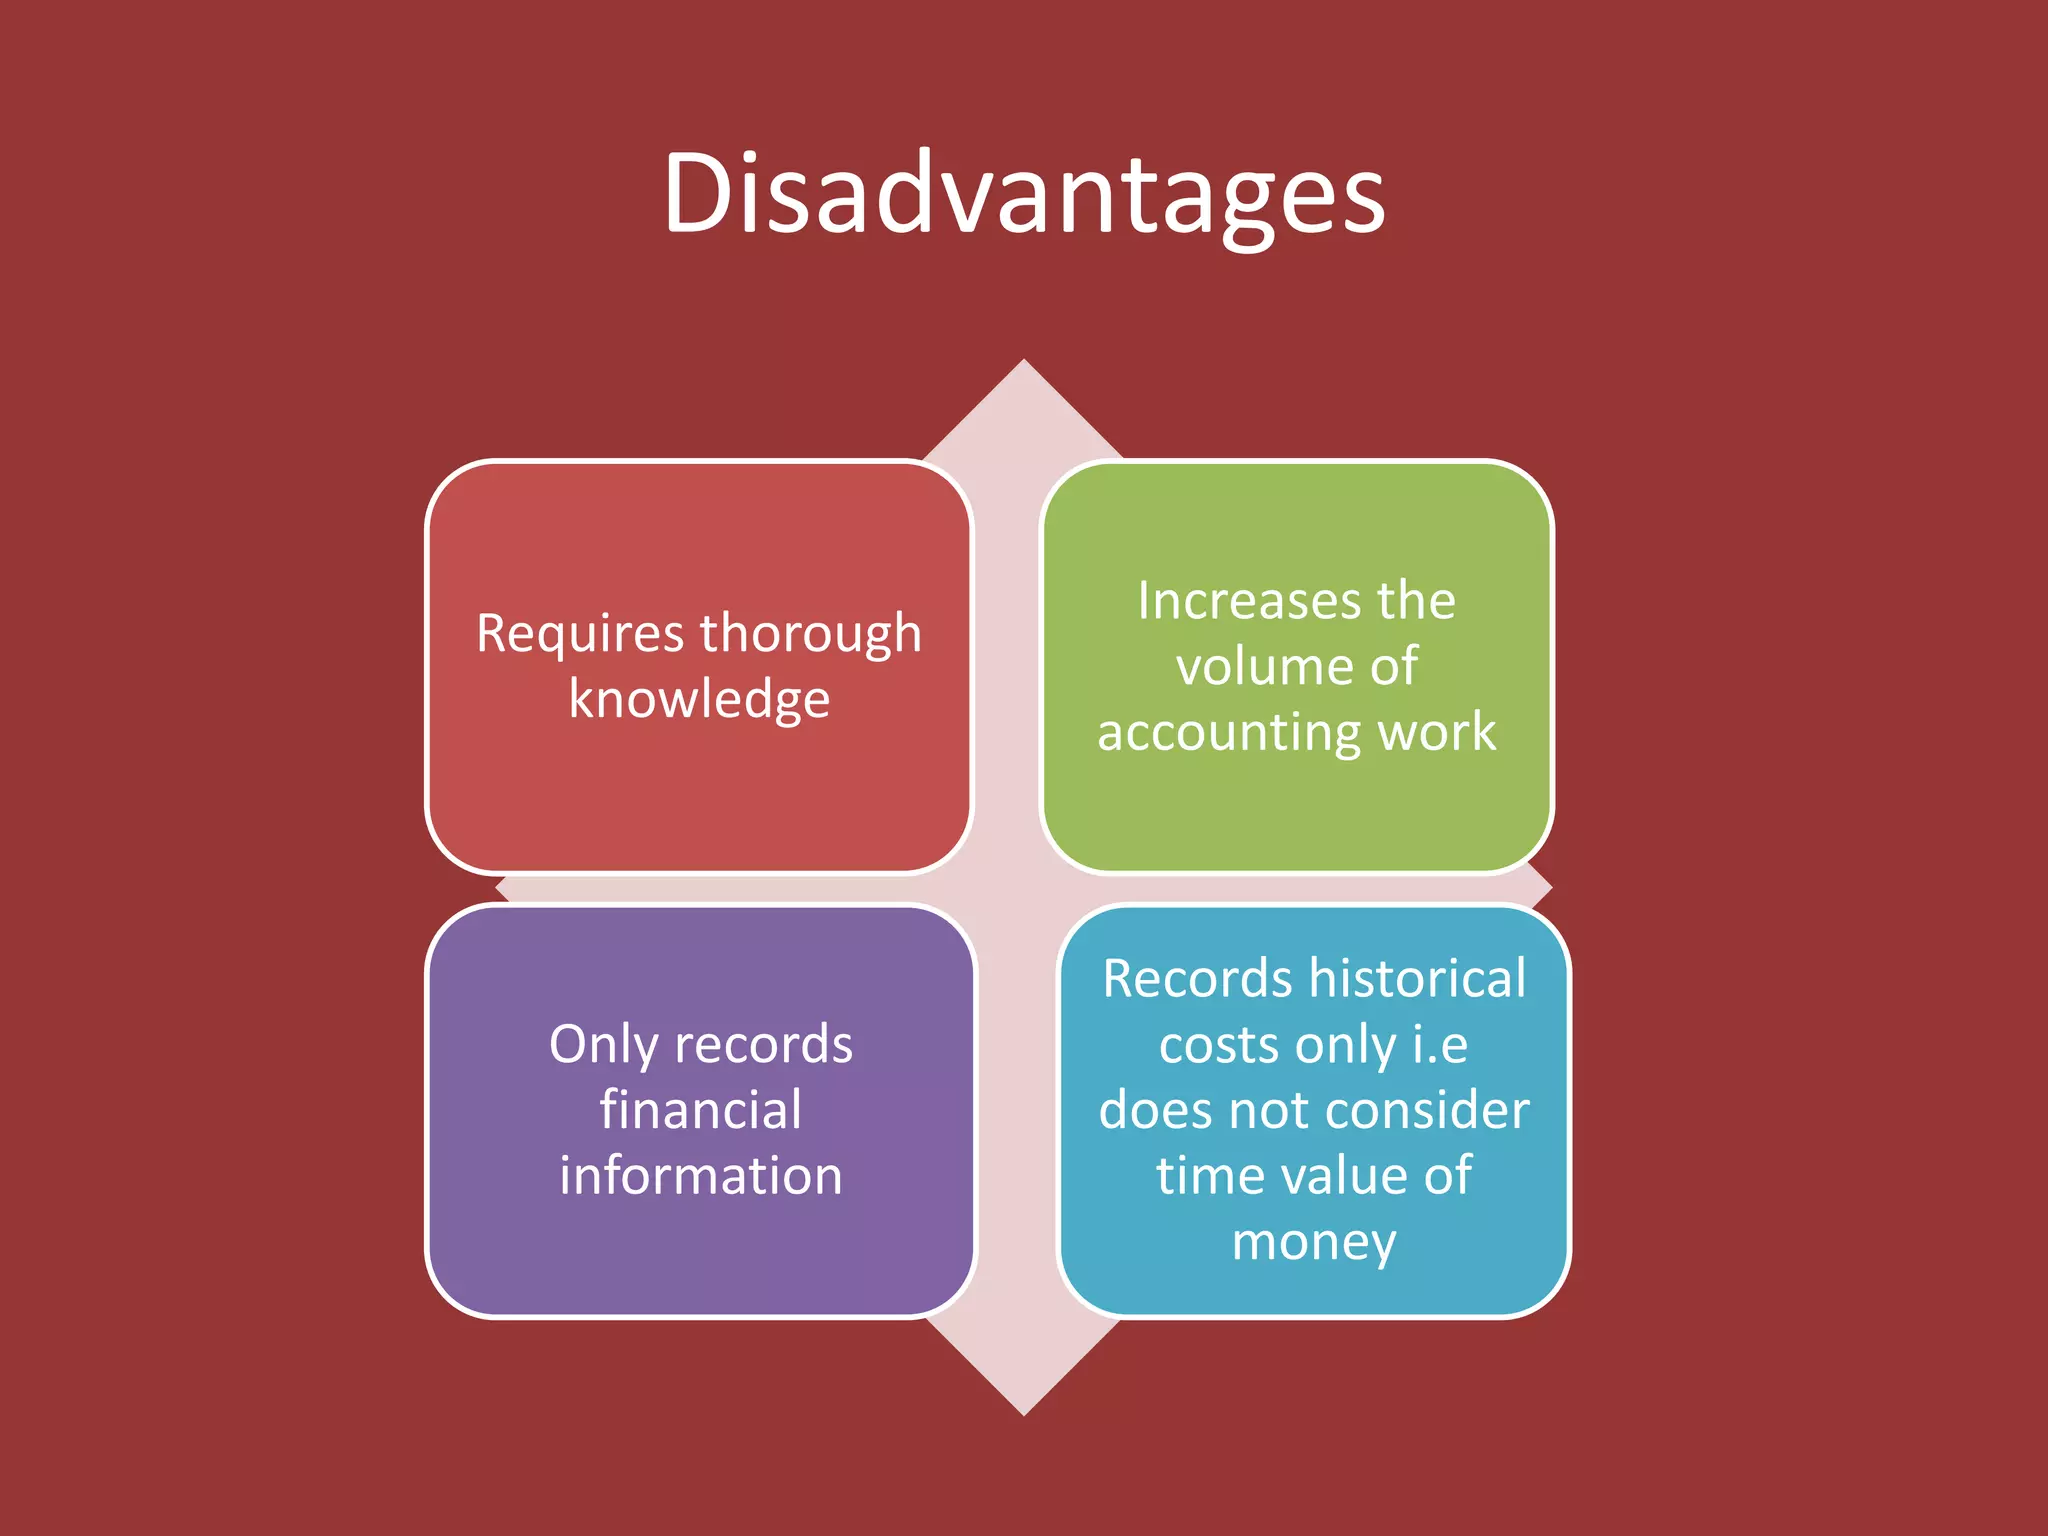 Disadvantages
Requires thorough
knowledge
Increases the
volume of
accounting work
Only records
financial
information
Records historical
costs only i.e
does not consider
time value of
money